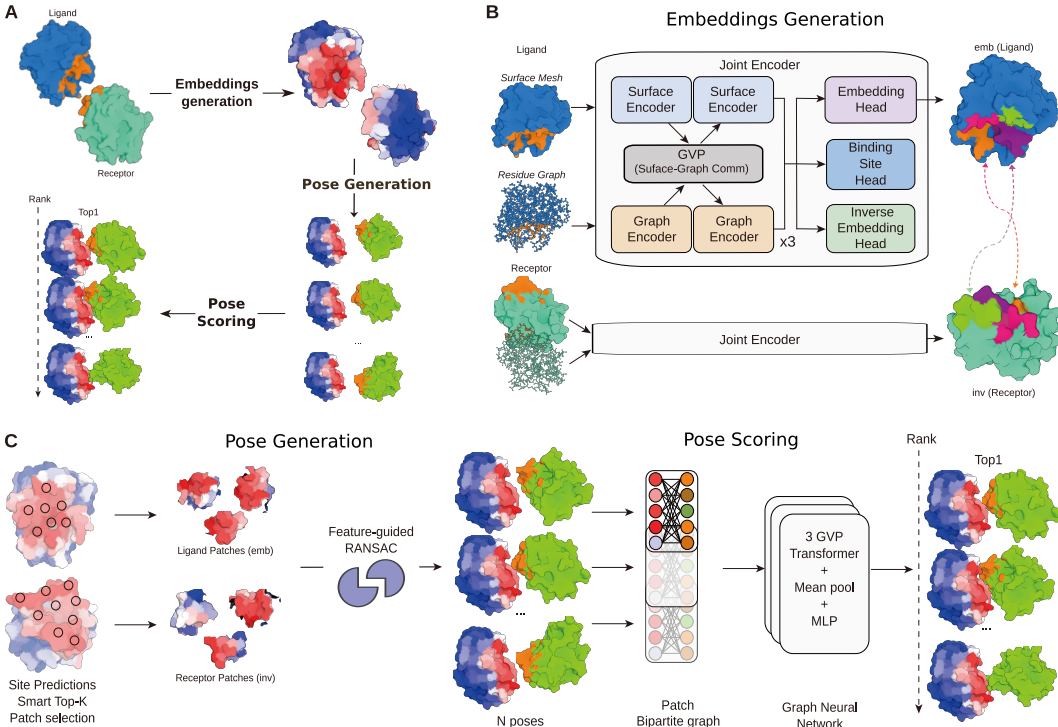 A
Ligand
Embeddings
generation
Receptor
Pose Generation
Rank
Top1
Pose
Scoring
...
...
B
Embeddings Generation
Ligand
Joint Encoder
emb (Ligand)
Surface Mesh
Surface
Encoder
Surface
Encoder
Embedding
Head
GVP
(Suface-Graph Comm)
Binding
Site
Head
Residue Graph
Graph
Encoder
Graph
Encoder
x3
Inverse
Embedding
Head
Receptor
Joint Encoder
inv (Receptor)
C
Pose Generation
Pose Scoring
Rank
Top1
Ligand Patches (emb)
Feature-guided
RANSAC
3 GVP
Transformer
+
Mean pool
+
MLP
...
...
Receptor Patches (inv)
Site Predictions
Smart Top-K
Patch selection
N poses
Patch
Bipartite graph
Graph Neural
Network